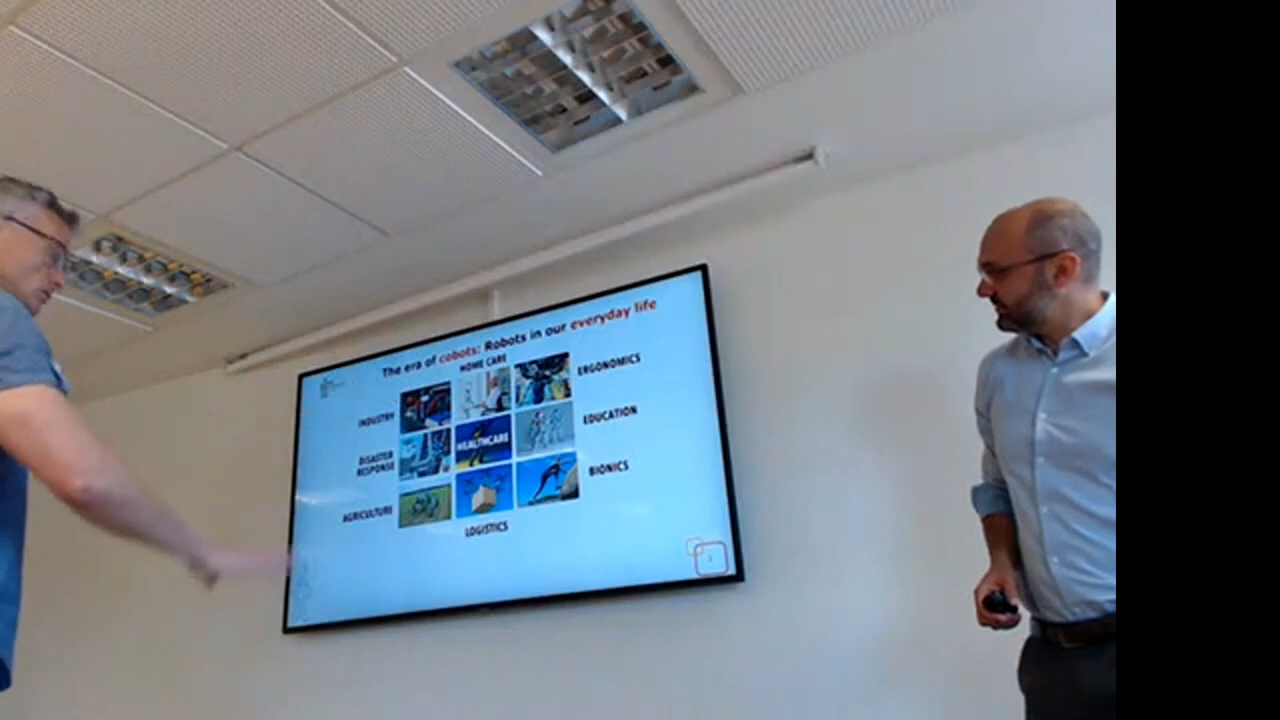 The era of cobots: Robots in our everyday life
HOME CARE
ERGONOMICS
INDUSTRY
EDUCATION
HEALTHCARE
DISASTER
RESPONSE
BIONICS
AGRICULTURE
LOGISTICS